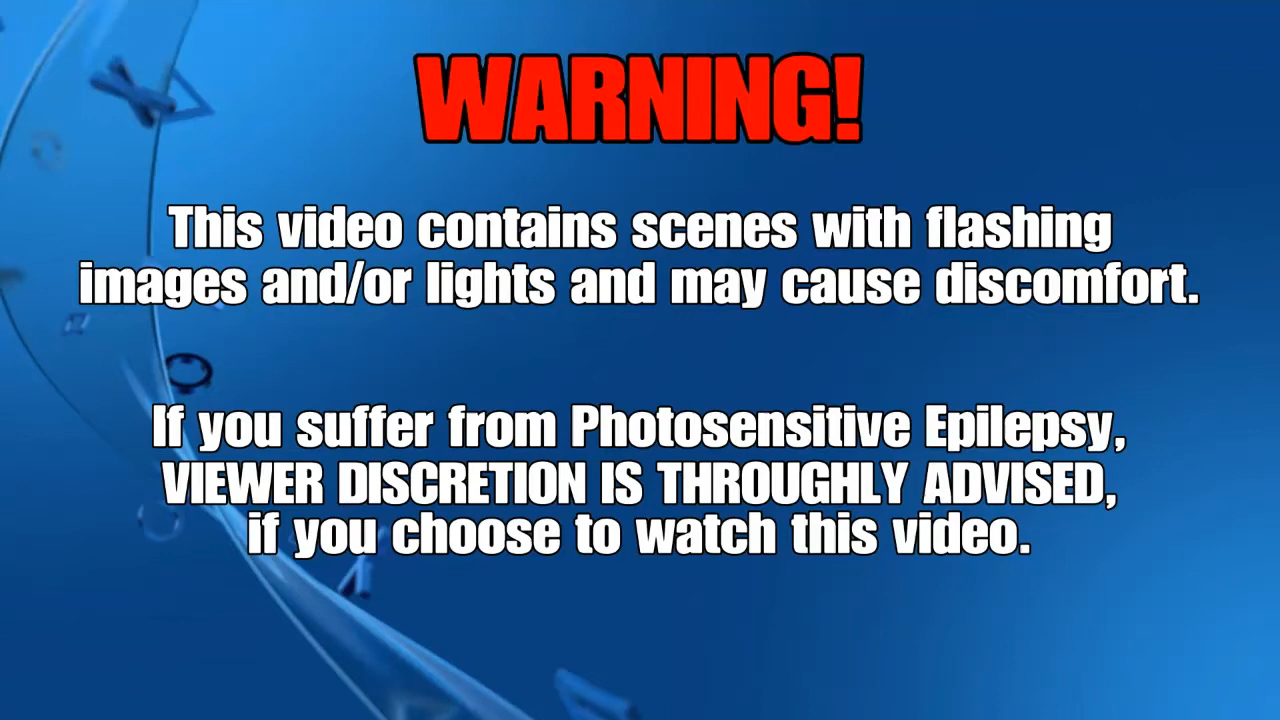 WARNING!
This video contains scenes with flashing
images and/or lights and may cause discomfort.
If you suffer from Photosensitive Epilepsy,
VIEWER DISCRETION IS THROUGHLY ADVISED,
if you choose to watch this video.